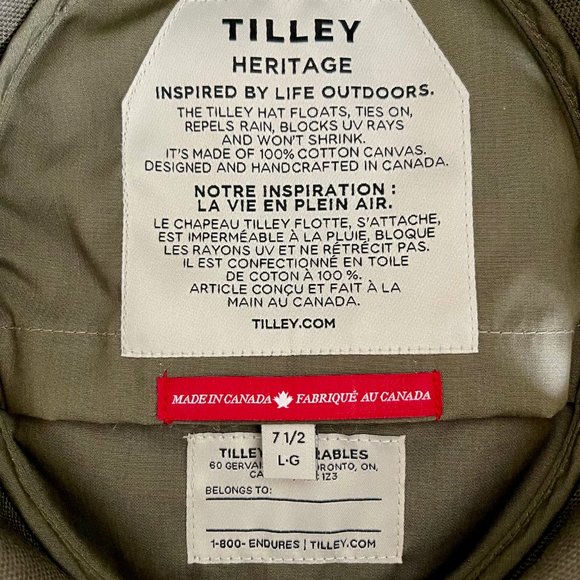 TILLEY
HERITAGE
INSPIRED BY LIFE OUTDOORS.
THE TILLEY HAT FLOATS, TIES ON,
REPELS RAIN, BLOCKS UV RAYS
AND WON'T SHRINK.
IT'S MADE OF 100% COTTON CANVAS.
DESIGNED AND HANDCRAFTED IN CANADA.
NOTRE INSPIRATION :
LA VIE EN PLEIN AIR.
LE CHAPEAU TILLEY FLOTTE, S'ATTACHE,
EST IMPERMÉABLE À LA PLUIE, BLOQUE
LES RAYONS UV ET NE RÉTRÉCIT PAS.
IL EST CONFECTIONNÉ EN TOILE
DE COTON À 100 %.
ARTICLE CONÇU ET FAIT À LA
MAIN AU CANADA.
TILLEY.COM
MADE IN CANADA FABRIQUÉ AU CANADA
7 1/2
L•G
TILLEY
60 ON,
BELONGS TO:
1-800- ENDURES | TILLEY.COM